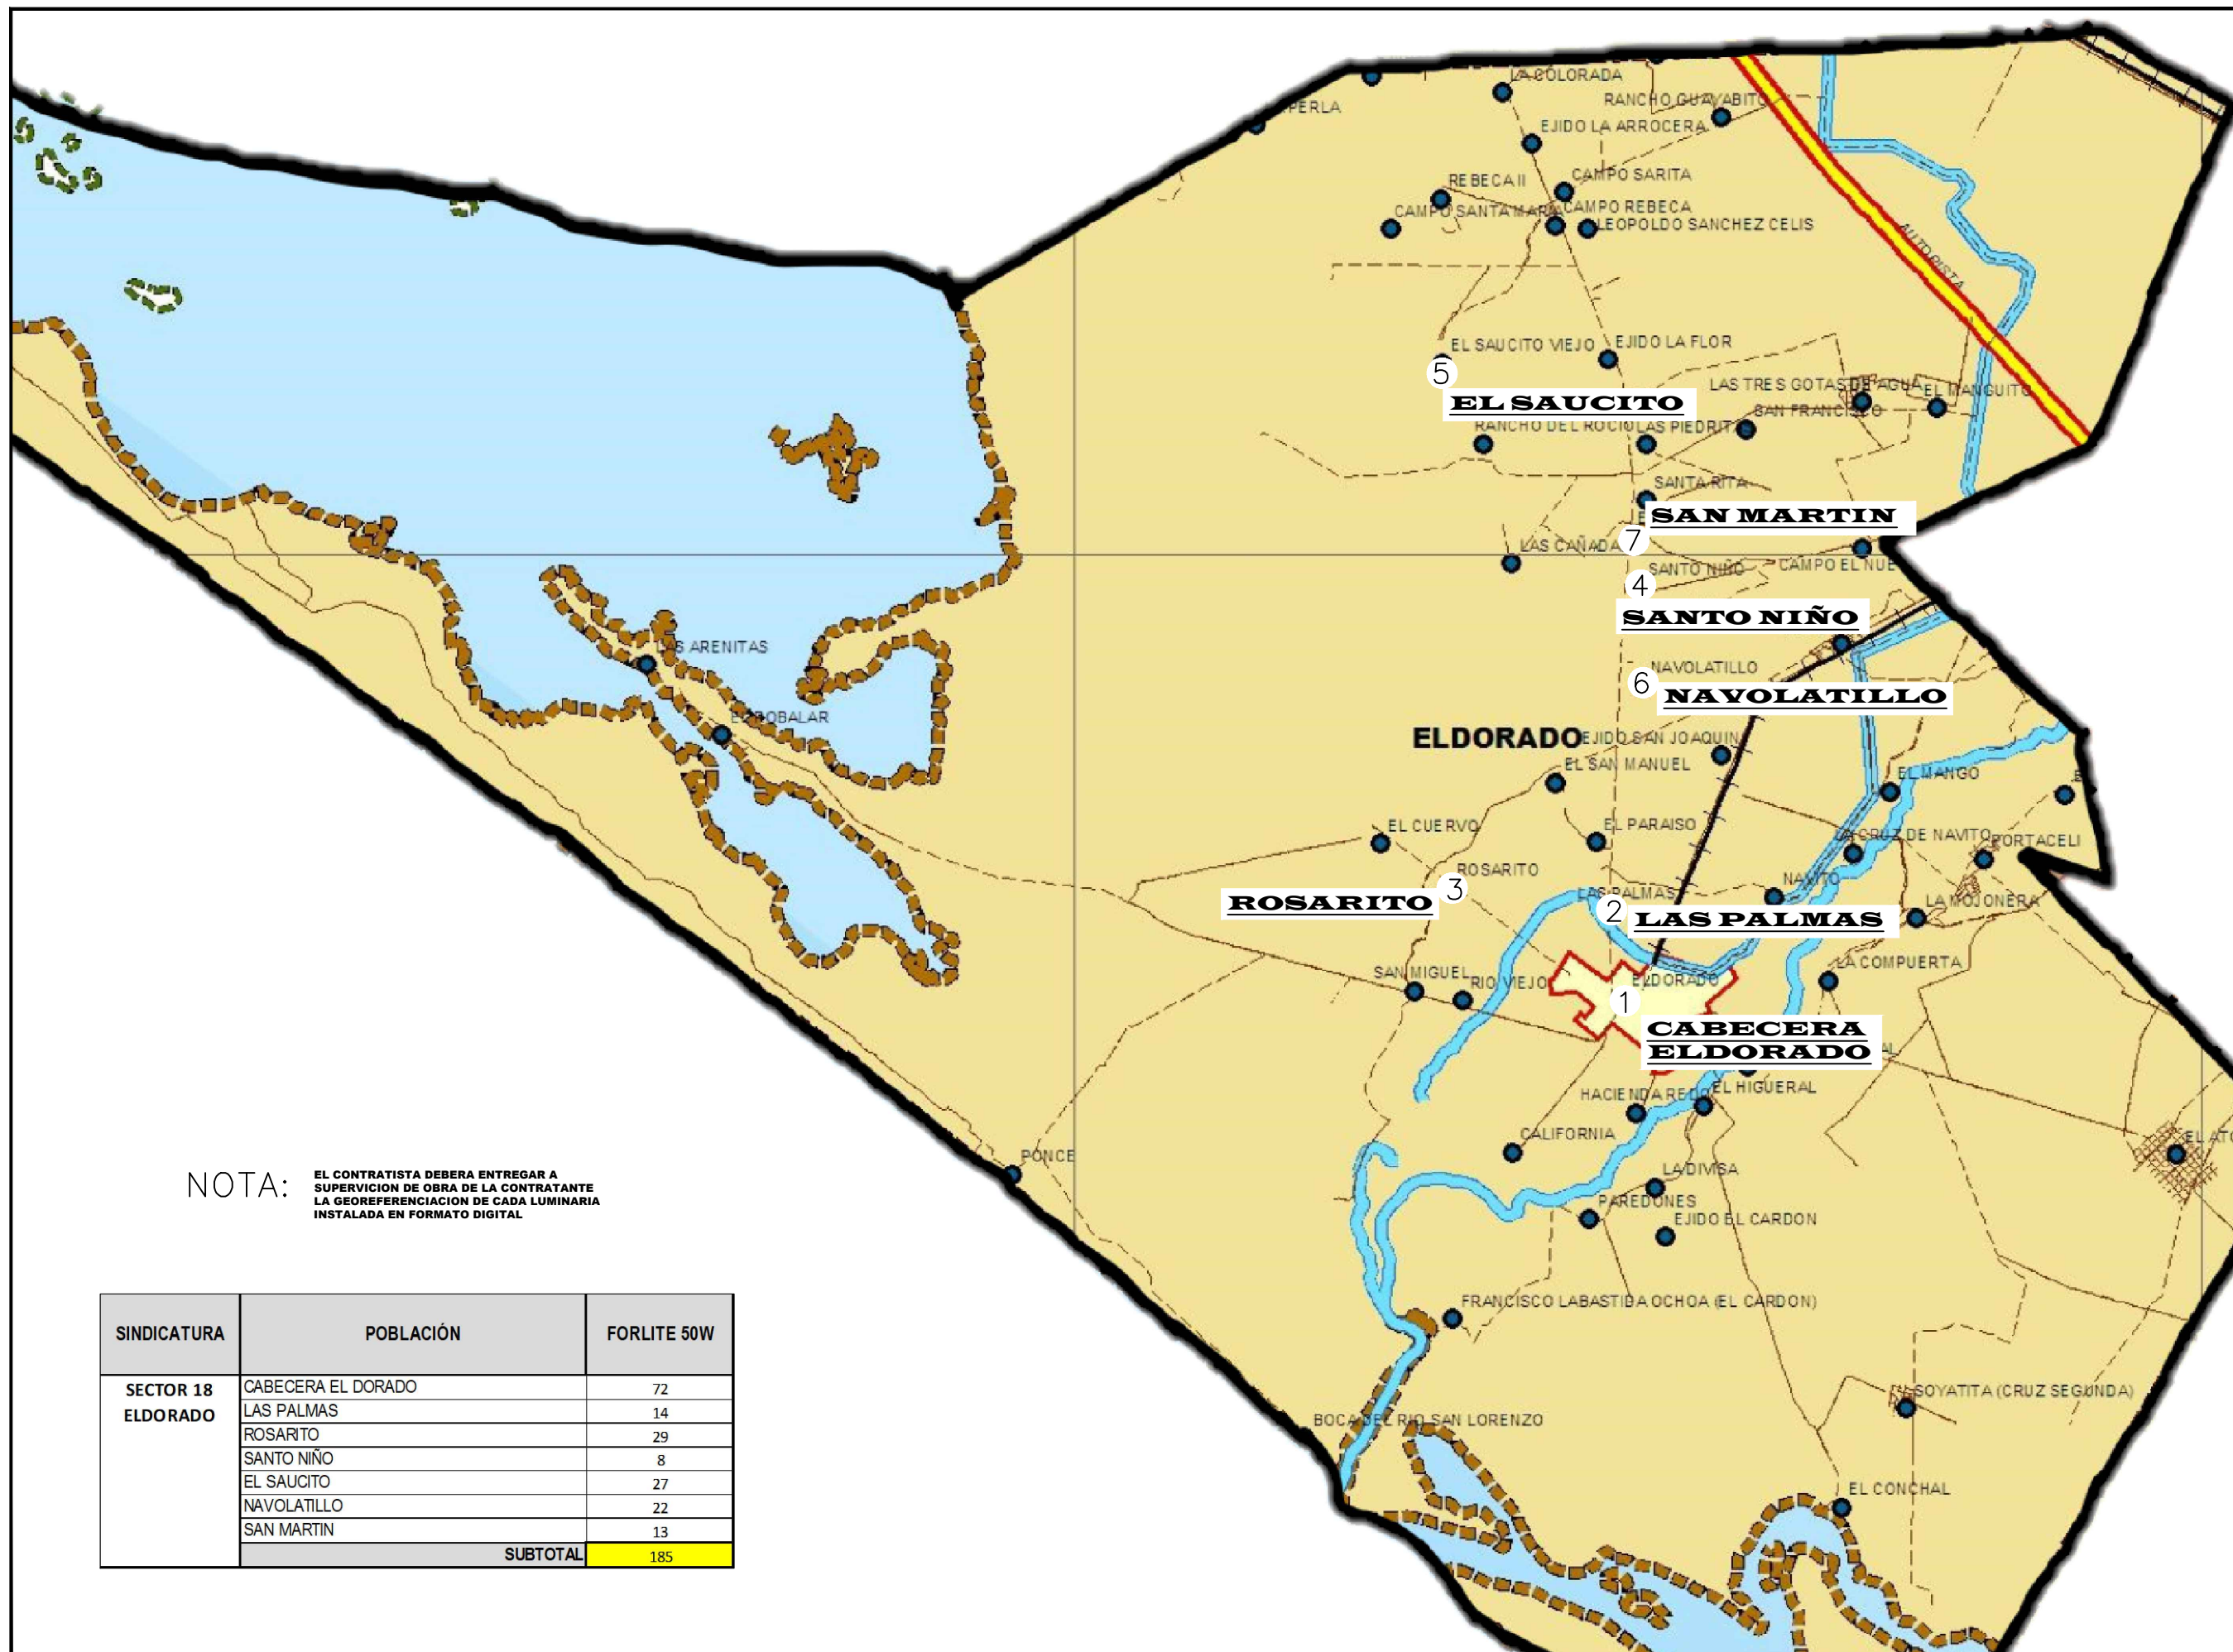 LA COLORADA
PERLA
RANCHO GUAYABITO
EJIDO LA ARROCERA
REBECA II
CAMPO SARITA
CAMPO SANTA MARIA
CAMPO REBECA
LEOPOLDO SANCHEZ CELIS
AUTOPISTA
EL SAUCITO VIEJO
EJIDO LA FLOR
5
LAS TRES GOTAS DE AGUA
EL MANGUITO
EL SAUCITO
SAN FRANCISCO
RANCHO DEL ROCIO
LAS PIEDRITAS
SANTA RITA
SAN MARTIN
7
LAS CAÑADA
SANTO NIÑO
CAMPO EL NUE
4
SANTO NIÑO
LAS ARENITAS
NAVOLATILLO
6
NAVOLATILLO
EL ROBALAR
ELDORADO
EJIDO SAN JOAQUIN
EL SAN MANUEL
EL MANGO
EL CUERVO
EL PARAISO
LA CRUZ DE NAVITO
PORTACELI
ROSARITO
3
NAVITO
ROSARITO
LAS PALMAS
2
LAS PALMAS
LA MOJONERA
SAN MIGUEL
RIO VIEJO
ELDORADO
LA COMPUERTA
1
CABECERA
ELDORADO
AL
HACIENDA REDO
EL HIGUERAL
CALIFORNIA
EL ATO
PONCE
LA DIVISA
PAREDONES
EJIDO EL CARDON
NOTA:
EL CONTRATISTA DEBERA ENTREGAR A
SUPERVICION DE OBRA DE LA CONTRATANTE
LA GEOREFERENCIACION DE CADA LUMINARIA
INSTALADA EN FORMATO DIGITAL
FRANCISCO LABASTIDA OCHOA (EL CARDON)
SOYATITA (CRUZ SEGUNDA)
BOCA DEL RIO SAN LORENZO
EL CONCHAL
SINDICATURA POBLACIÓN FORLITE 50W
SECTOR 18 CABECERA EL DORADO 72
ELDORADO LAS PALMAS 14
ROSARITO 29
SANTO NIÑO 8
EL SAUCITO 27
NAVOLATILLO 22
SAN MARTIN 13
SUBTOTAL 185